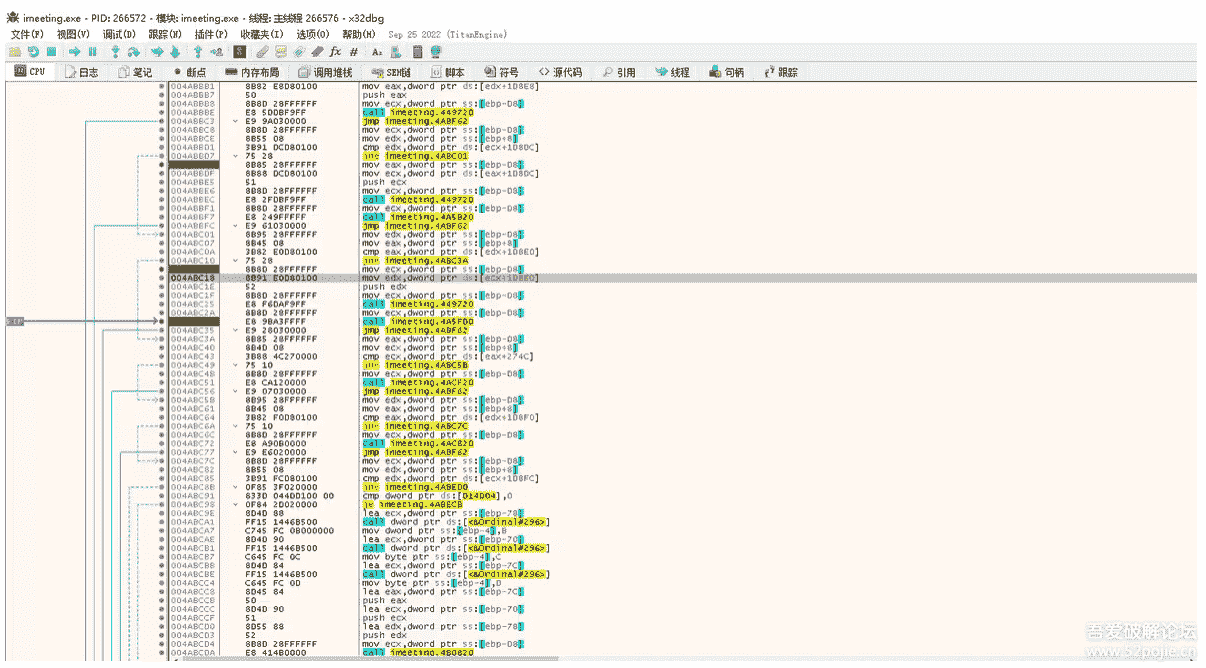 imeeting.exe - PID: 266572 - 模块: imeeting.exe - 线程: 主线程 266576 - x32dbg
文件(F) 视图(V) 调试(D) 跟踪(N) 插件(P) 收藏夹(I) 选项(O) 帮助(H) Sep 25 2022 (TitanEngine)
CPU 日志 笔记 断点 内存布局 调用堆栈 SEH链 脚本 符号 源代码 引用 线程 句柄 跟踪
004ABBB1 8B82 E8D80100 mov eax,dword ptr ds:[edx+1D8E8]
004ABBB7 50 push eax
004ABBB8 8B8D 28FFFFFF mov ecx,dword ptr ss:[ebp-D8]
004ABBBE E8 5DDBF9FF call imeeting.449720
004ABBC3 E9 9A030000 jmp imeeting.4ABF62
004ABBC8 8B8D 28FFFFFF mov ecx,dword ptr ss:[ebp-D8]
004ABBCE 8B55 08 mov edx,dword ptr ss:[ebp+8]
004ABBD1 3B91 DCD80100 cmp edx,dword ptr ds:[ecx+1D8DC]
004ABBD7 75 28 jne imeeting.4ABC01
8B85 28FFFFFF mov eax,dword ptr ss:[ebp-D8]
004ABBDF 8B88 DCD80100 mov ecx,dword ptr ds:[eax+1D8DC]
004ABBE5 51 push ecx
004ABBE6 8B8D 28FFFFFF mov ecx,dword ptr ss:[ebp-D8]
004ABBEC E8 2FDBF9FF call imeeting.449720
004ABBF1 8B8D 28FFFFFF mov ecx,dword ptr ss:[ebp-D8]
004ABBF7 E8 249FFFFF call imeeting.4A5B20
004ABBFC E9 61030000 jmp imeeting.4ABF62
004ABC01 8B95 28FFFFFF mov edx,dword ptr ss:[ebp-D8]
004ABC07 8B45 08 mov eax,dword ptr ss:[ebp+8]
004ABC0A 3B82 E0D80100 cmp eax,dword ptr ds:[edx+1D8E0]
004ABC10 75 28 jne imeeting.4ABC3A
8B8D 28FFFFFF mov ecx,dword ptr ss:[ebp-D8]
004ABC18 8B91 E0D80100 mov edx,dword ptr ds:[ecx+1D8E0]
004ABC1E 52 push edx
004ABC1F 8B8D 28FFFFFF mov ecx,dword ptr ss:[ebp-D8]
004ABC25 E8 F6DAF9FF call imeeting.449720
004ABC2A 8B8D 28FFFFFF mov ecx,dword ptr ss:[ebp-D8]
EIP E8 9BA3FFFF call imeeting.4A5FD0
004ABC35 E9 28030000 jmp imeeting.4ABF62
004ABC3A 8B85 28FFFFFF mov eax,dword ptr ss:[ebp-D8]
004ABC40 8B4D 08 mov ecx,dword ptr ss:[ebp+8]
004ABC43 3B88 4C270000 cmp ecx,dword ptr ds:[eax+274C]
004ABC49 75 10 jne imeeting.4ABC5B
004ABC4B 8B8D 28FFFFFF mov ecx,dword ptr ss:[ebp-D8]
004ABC51 E8 CA120000 call imeeting.4ACF20
004ABC56 E9 07030000 jmp imeeting.4ABF62
004ABC5B 8B95 28FFFFFF mov edx,dword ptr ss:[ebp-D8]
004ABC61 8B45 08 mov eax,dword ptr ss:[ebp+8]
004ABC64 3B82 F0D80100 cmp eax,dword ptr ds:[edx+1D8F0]
004ABC6A 75 10 jne imeeting.4ABC7C
004ABC6C 8B8D 28FFFFFF mov ecx,dword ptr ss:[ebp-D8]
004ABC72 E8 A90B0000 call imeeting.4AC820
004ABC77 E9 E6020000 jmp imeeting.4ABF62
004ABC7C 8B8D 28FFFFFF mov ecx,dword ptr ss:[ebp-D8]
004ABC82 8B55 08 mov edx,dword ptr ss:[ebp+8]
004ABC85 3B91 FCD80100 cmp edx,dword ptr ds:[ecx+1D8FC]
004ABC8B 0F85 3F020000 jne imeeting.4ABED0
004ABC91 833D 044DD100 00 cmp dword ptr ds:[D14D04],0
004ABC98 0F84 2D020000 je imeeting.4ABECB
004ABC9E 8D4D 88 lea ecx,dword ptr ss:[ebp-78]
004ABCA1 FF15 1446B500 call dword ptr ds:[<&Ordinal#296>]
004ABCA7 C745 FC 0B000000 mov dword ptr ss:[ebp-4],B
004ABCAE 8D4D 90 lea ecx,dword ptr ss:[ebp-70]
004ABCB1 FF15 1446B500 call dword ptr ds:[<&Ordinal#296>]
004ABCB7 C645 FC 0C mov byte ptr ss:[ebp-4],C
004ABCBB 8D4D 84 lea ecx,dword ptr ss:[ebp-7C]
004ABCBE FF15 1446B500 call dword ptr ds:[<&Ordinal#296>]
004ABCC4 C645 FC 0D mov byte ptr ss:[ebp-4],D
004ABCC8 8D45 84 lea eax,dword ptr ss:[ebp-7C]
004ABCCB 50 push eax
004ABCCC 8D4D 90 lea ecx,dword ptr ss:[ebp-70]
004ABCCF 51 push ecx
004ABCD0 8D55 88 lea edx,dword ptr ss:[ebp-78]
004ABCD3 52 push edx
004ABCD4 8B8D 28FFFFFF mov ecx,dword ptr ss:[ebp-D8]
004ABCDA E8 414B0000 call imeeting.4B0820
吾爱破解论坛
www.52pojie.cn